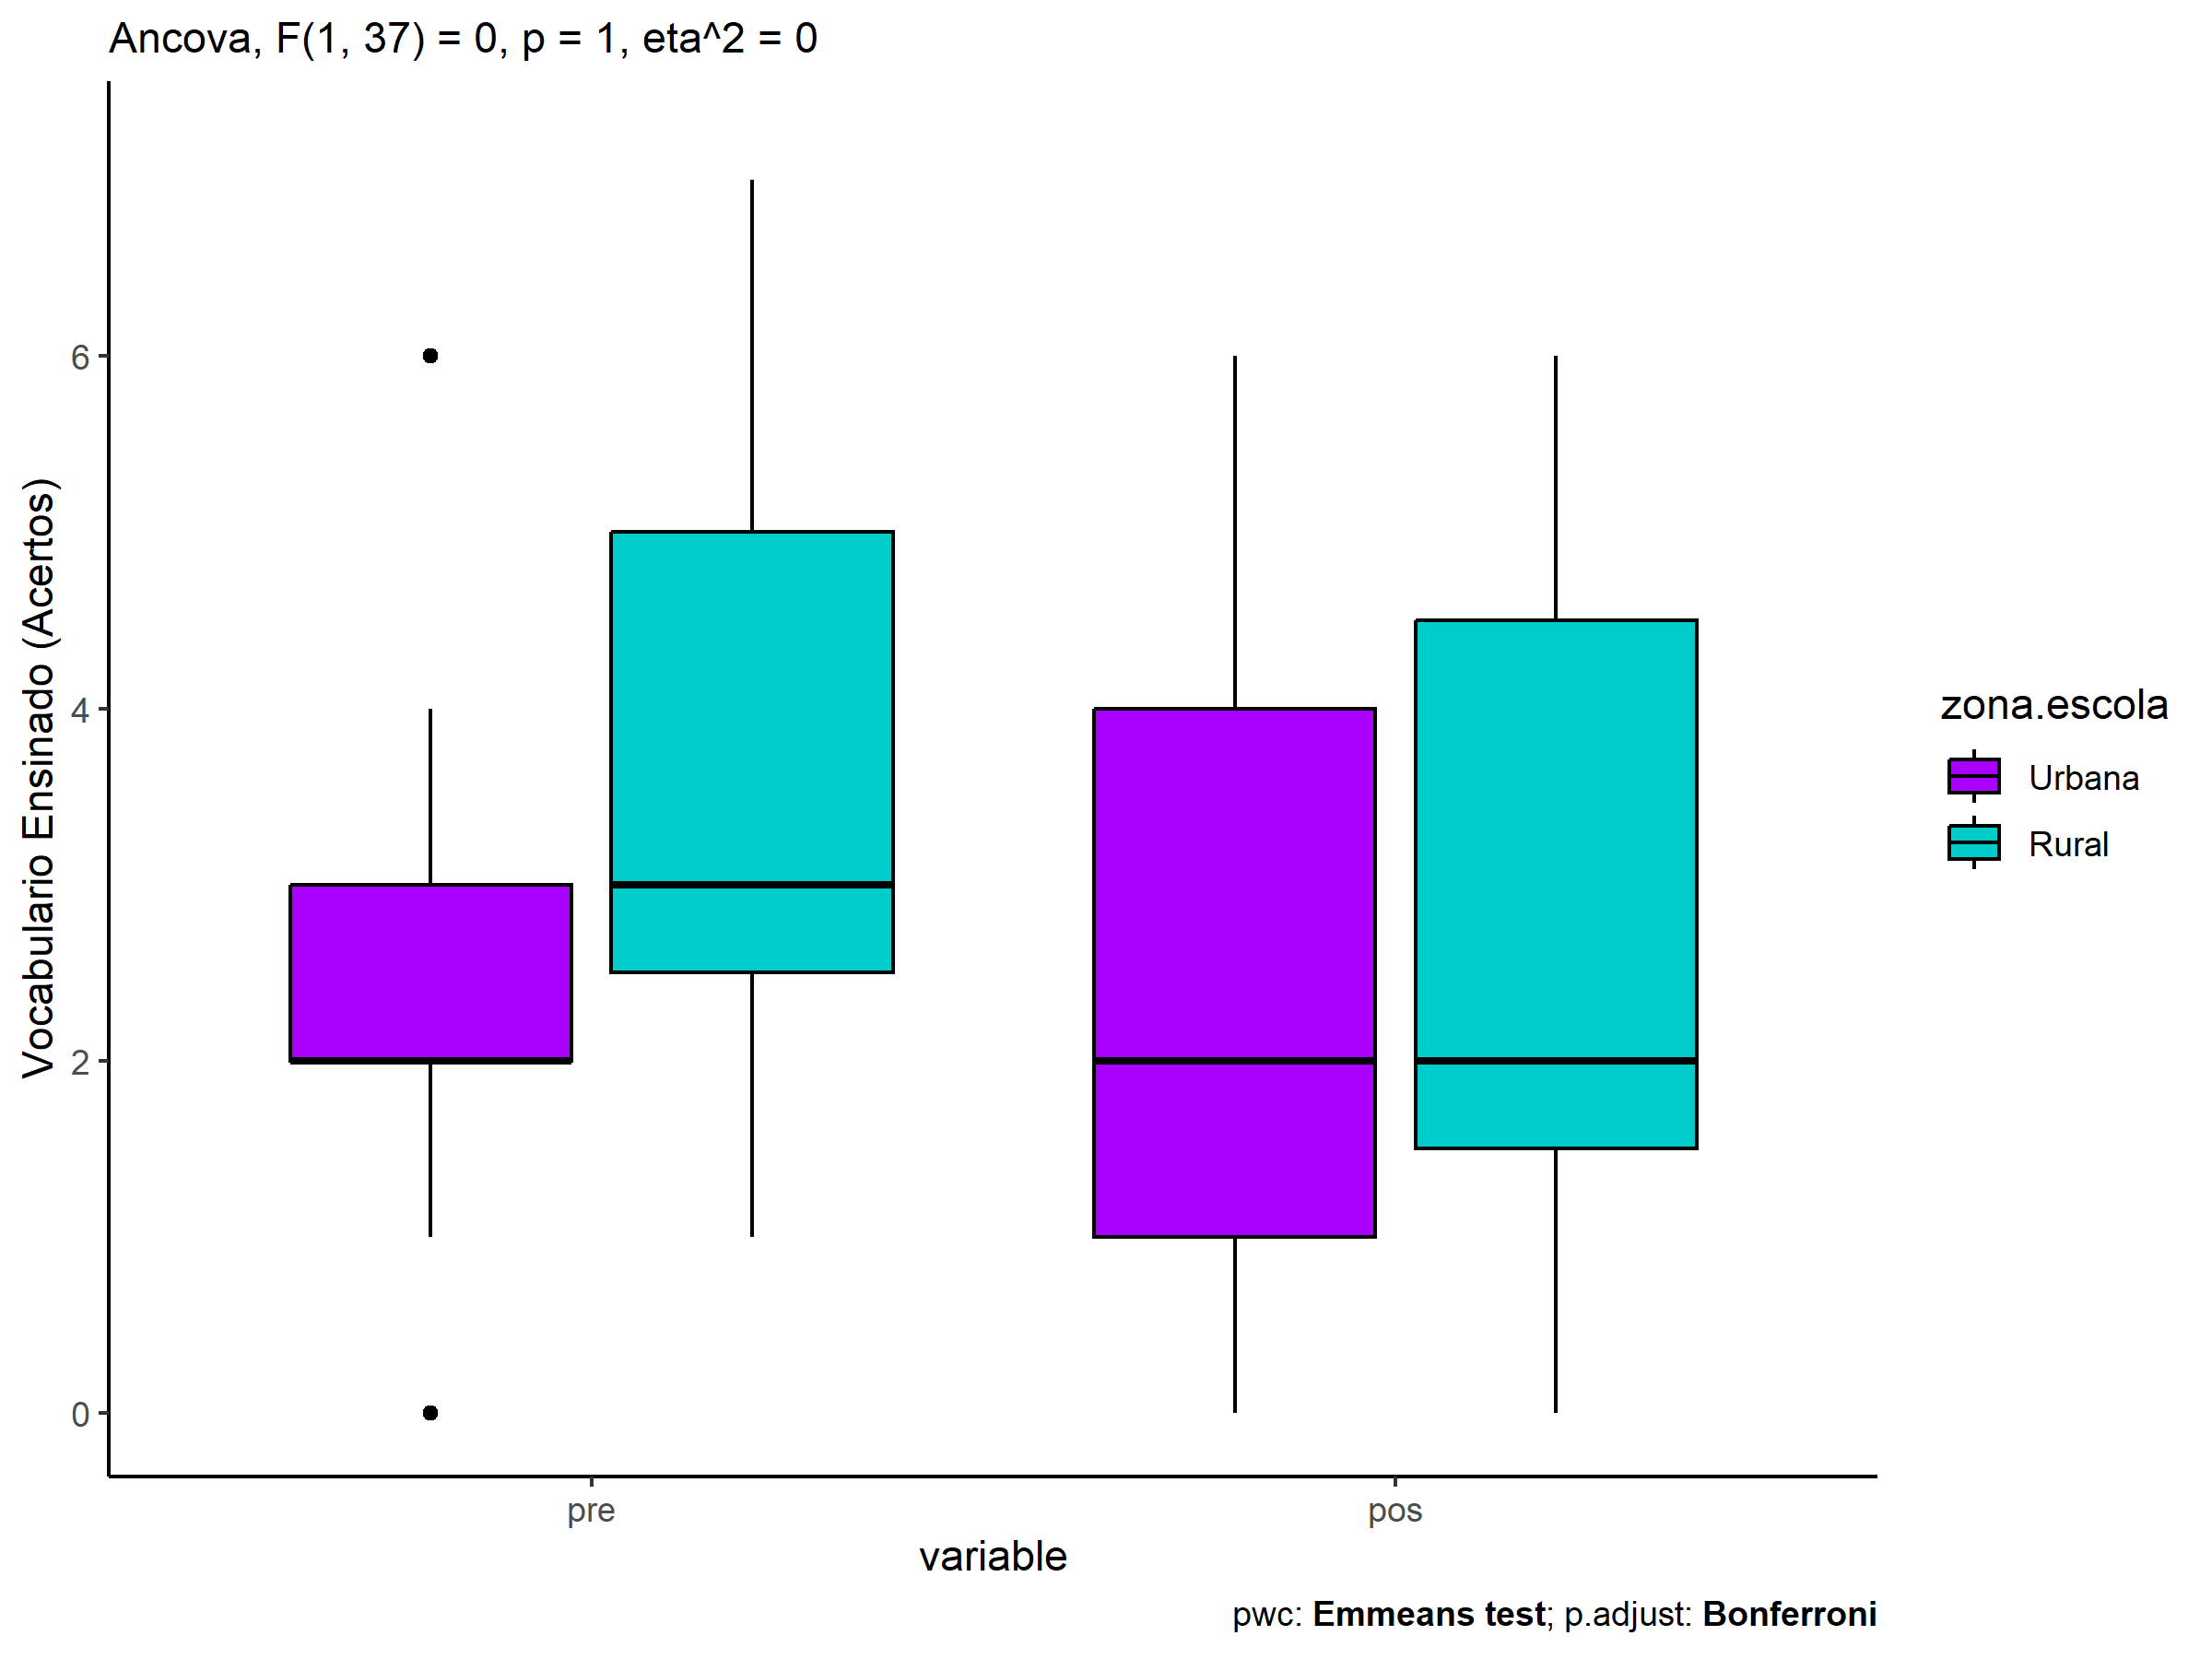 Ancova, F(1, 37) = 0, p = 1, eta^2 = 0
Vocabulario Ensinado (Acertos)
6
4
2
0
pre
pos
variable
zona.escola
Urbana
Rural
pwc: Emmeans test; p.adjust: Bonferroni